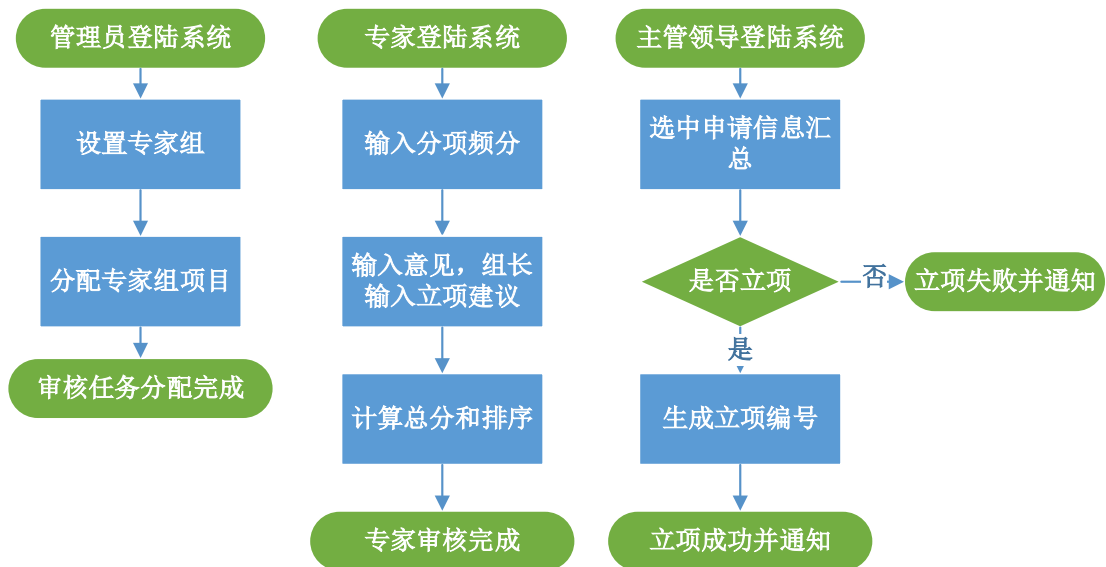 管理员登陆系统
设置专家组
分配专家组项目
审核任务分配完成
专家登陆系统
输入分项频分
输入意见，组长
输入立项建议
计算总分和排序
专家审核完成
主管领导登陆系统
选中申请信息汇
总
是否立项
否
立项失败并通知
是
生成立项编号
立项成功并通知